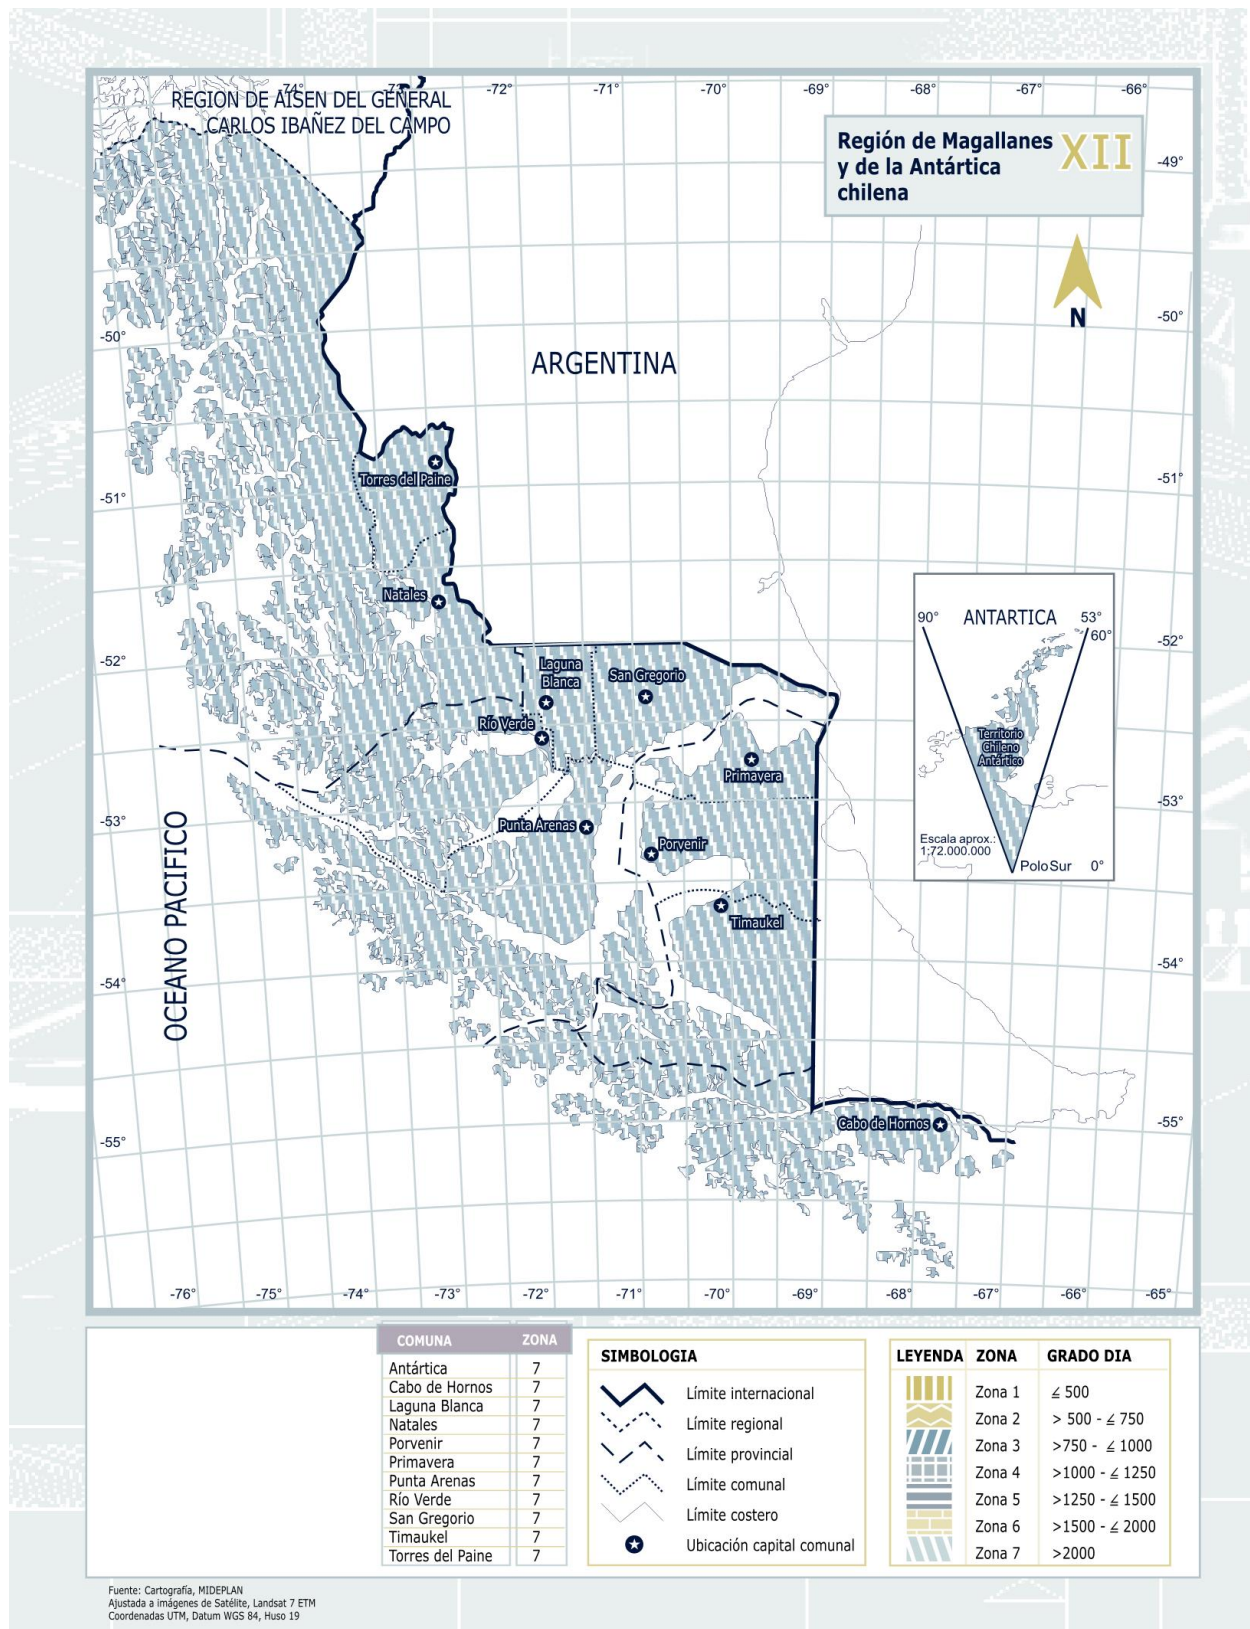 -74°
-73°
-72°
-71°
-70°
-69°
-68°
-67°
-66°
REGION DE AÍSEN DEL GENERAL
CARLOS IBAÑEZ DEL CAMPO
Región de Magallanes
y de la Antártica
chilena
XII
-49°
N
-50°
-50°
ARGENTINA
-51°
-51°
Torres del Paine
Natales
-52°
-52°
Laguna
Blanca
San Gregorio
Río Verde
Primavera
-53°
-53°
Punta Arenas
Porvenir
Timaukel
-54°
-54°
OCEANO PACIFICO
Cabo de Hornos
-55°
-55°
90°
ANTARTICA
53°
60°
Territorio
Chileno
Antártico
Escala aprox.:
1:72.000.000
Polo Sur
0°
-76°
-75°
-74°
-73°
-72°
-71°
-70°
-69°
-68°
-67°
-66°
-65°
COMUNA ZONA
Antártica 7
Cabo de Hornos 7
Laguna Blanca 7
Natales 7
Porvenir 7
Primavera 7
Punta Arenas 7
Río Verde 7
San Gregorio 7
Timaukel 7
Torres del Paine 7
SIMBOLOGIA
Límite internacional
Límite regional
Límite provincial
Límite comunal
Límite costero
Ubicación capital comunal
LEYENDA ZONA GRADO DIA
Zona 1 ≤ 500
Zona 2 > 500 - ≤ 750
Zona 3 >750 - ≤ 1000
Zona 4 >1000 - ≤ 1250
Zona 5 >1250 - ≤ 1500
Zona 6 >1500 - ≤ 2000
Zona 7 >2000
Fuente: Cartografía, MIDEPLAN
Ajustada a imágenes de Satélite, Landsat 7 ETM
Coordenadas UTM, Datum WGS 84, Huso 19